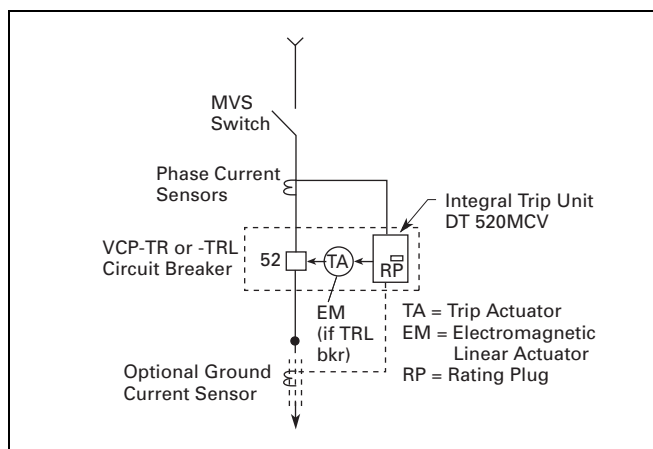 MVS
Switch
Phase Current
Sensors
Integral Trip Unit
DT 520MCV
VCP-TR or -TRL
Circuit Breaker
52
TA
RP
EM
(if TRL
bkr)
TA = Trip Actuator
EM = Electromagnetic
Linear Actuator
RP = Rating Plug
Optional Ground
Current Sensor